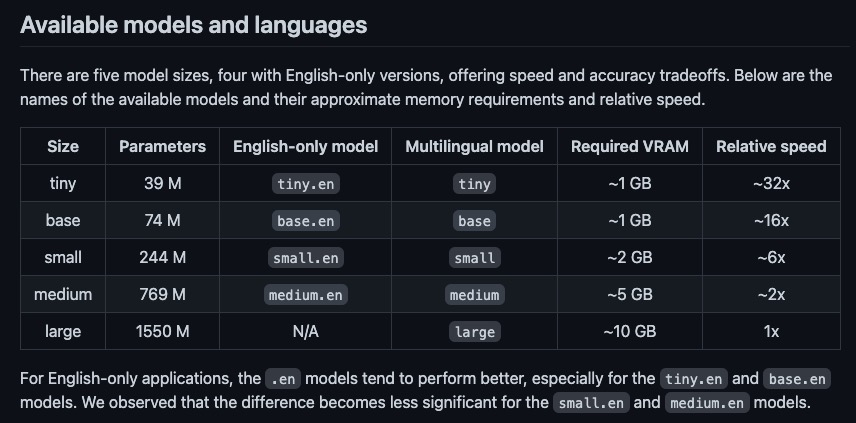 Available models and languages
There are five model sizes, four with English-only versions, offering speed and accuracy tradeoffs. Below are the
names of the available models and their approximate memory requirements and relative speed.
Size Parameters English-only model Multilingual model Required VRAM Relative speed
tiny 39 M tiny.en tiny ~1 GB ~32x
base 74 M base.en base ~1 GB ~16x
small 244 M small.en small ~2 GB ~6x
medium 769 M medium.en medium ~5 GB ~2x
large 1550 M N/A large ~10 GB 1x
For English-only applications, the .en models tend to perform better, especially for the tiny.en and base.en
models. We observed that the difference becomes less significant for the small.en and medium.en models.